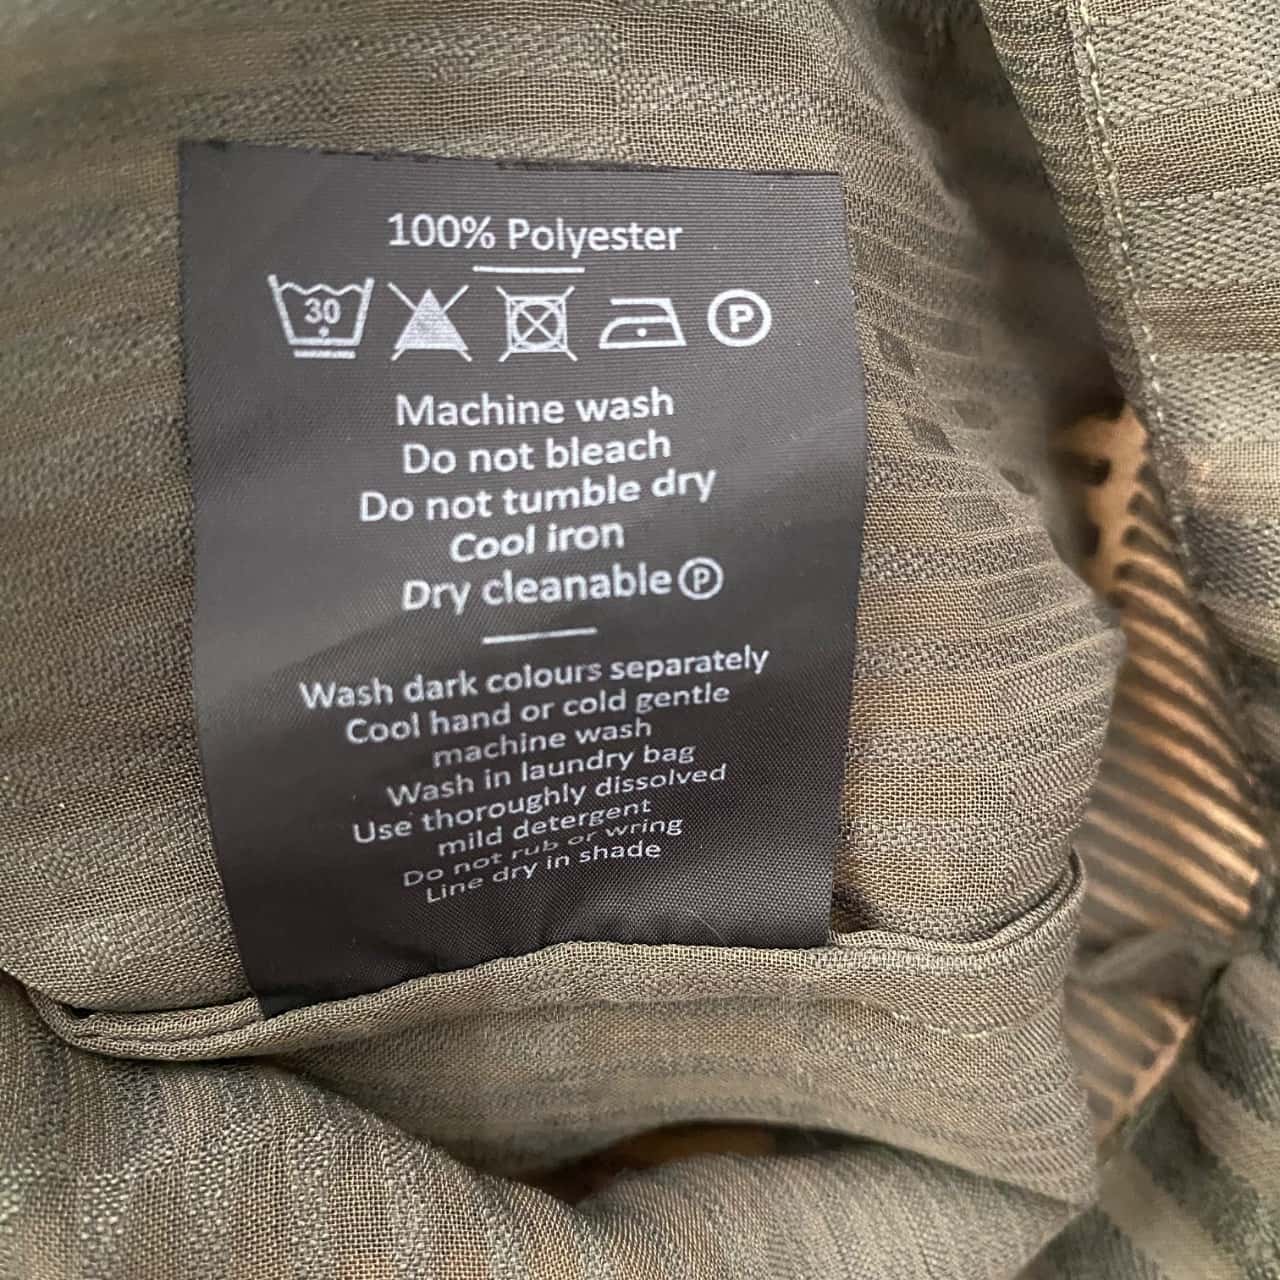 100% Polyester
30 P
Machine wash
Do not bleach
Do not tumble dry
Cool iron
Dry cleanable P
Wash dark colours separately
Cool hand or cold gentle
machine wash
Wash in laundry bag
Use thoroughly dissolved
mild detergent
Do not rub or wring
Line dry in shade